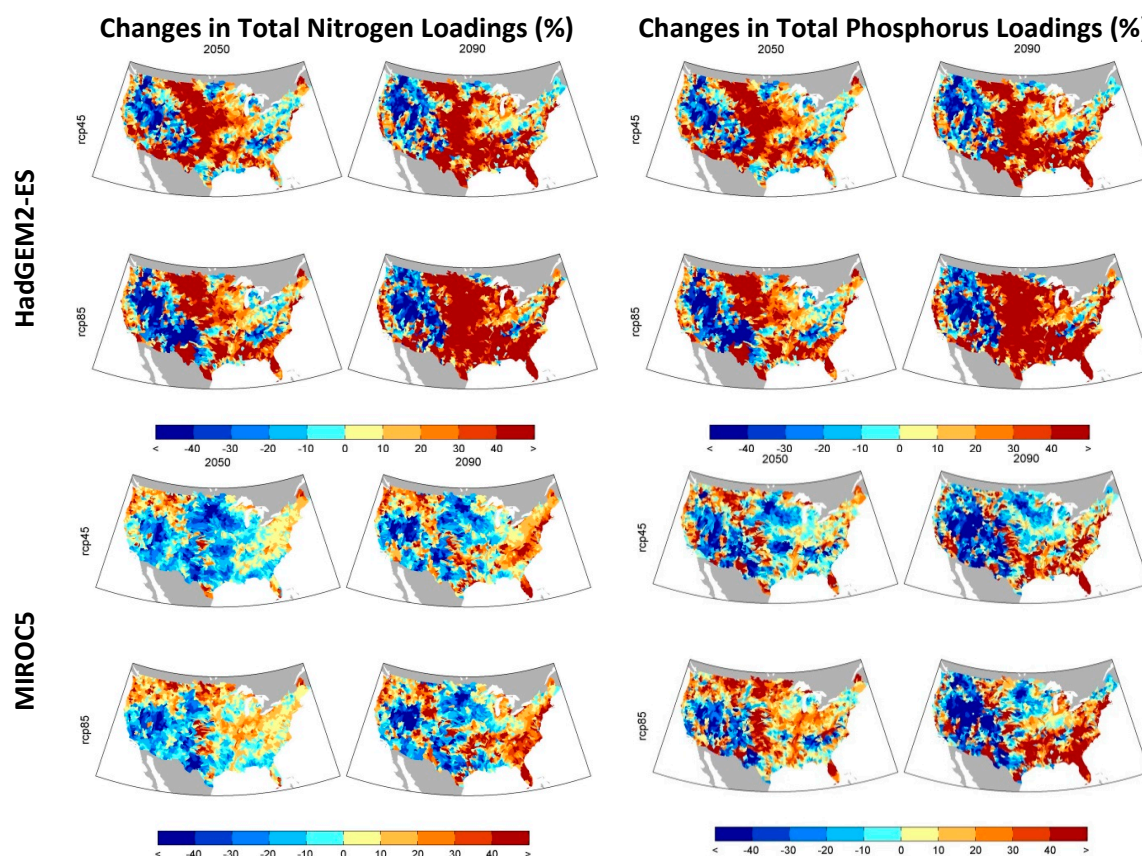 Changes in Total Nitrogen Loadings (%)
Changes in Total Phosphorus Loadings (%)
2050
2090
2050
2090
HadGEM2-ES
rcp45
rcp45
rcp85
rcp85
< -40 -30 -20 -10 0 10 20 30 40 >
< -40 -30 -20 -10 0 10 20 30 40 >
2050
2090
2050
2090
MIROC5
rcp45
rcp45
rcp85
rcp85
< -40 -30 -20 -10 0 10 20 30 40 >
< -40 -30 -20 -10 0 10 20 30 40 >